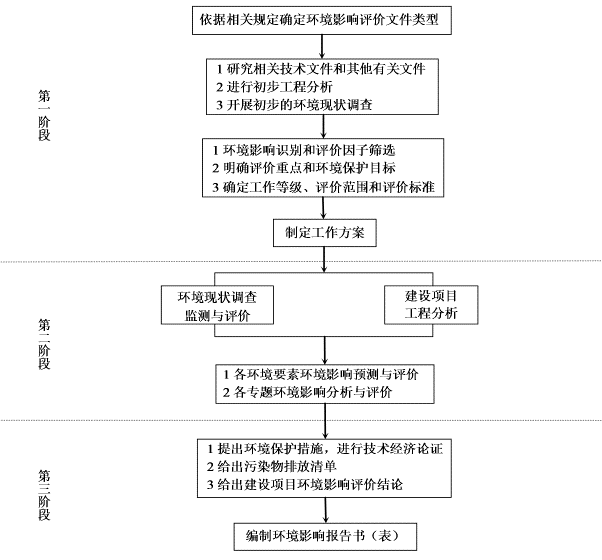 依据相关规定确定环境影响评价文件类型
第一阶段
1 研究相关技术文件和其他有关文件
2 进行初步工程分析
3 开展初步的环境现状调查
1 环境影响识别和评价因子筛选
2 明确评价重点和环境保护目标
3 确定工作等级、评价范围和评价标准
制定工作方案
第二阶段
环境现状调查
监测与评价
建设项目
工程分析
1 各环境要素环境影响预测与评价
2 各专题环境影响分析与评价
第三阶段
1 提出环境保护措施，进行技术经济论证
2 给出污染物排放清单
3 给出建设项目环境影响评价结论
编制环境影响报告书（表）